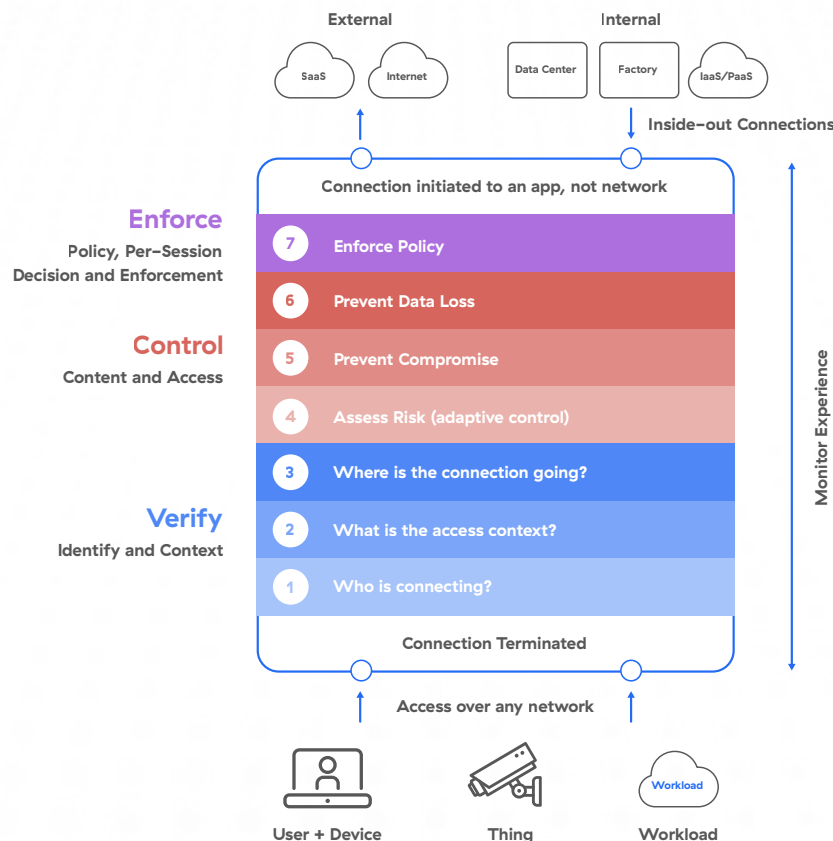 External
Internal
SaaS
Internet
Data Center
Factory
IaaS/PaaS
Inside-out Connections
Connection initiated to an app, not network
Enforce
Policy, Per-Session
Decision and Enforcement
7
Enforce Policy
6
Prevent Data Loss
Control
Content and Access
5
Prevent Compromise
4
Assess Risk (adaptive control)
3
Where is the connection going?
Verify
Identify and Context
2
What is the access context?
1
Who is connecting?
Monitor Experience
Connection Terminated
Access over any network
Workload
User + Device
Thing
Workload